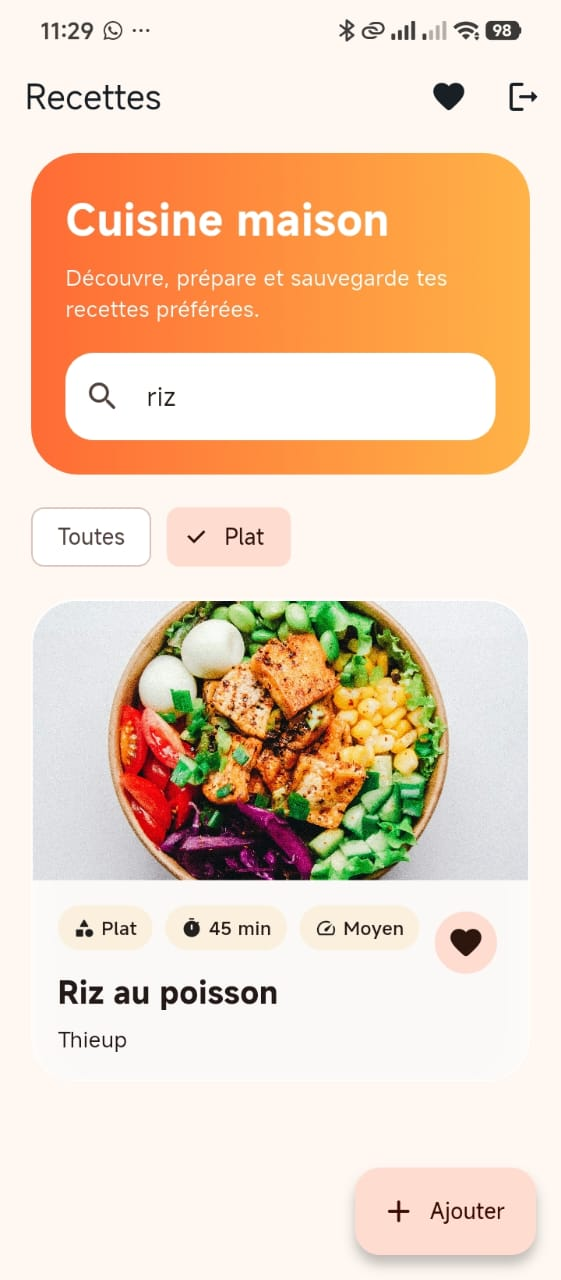 11:29 ...
98
Recettes
Cuisine maison
Découvre, prépare et sauvegarde tes
recettes préférées.
riz
Toutes
Plat
Plat 45 min Moyen
Riz au poisson
Thieup
+ Ajouter